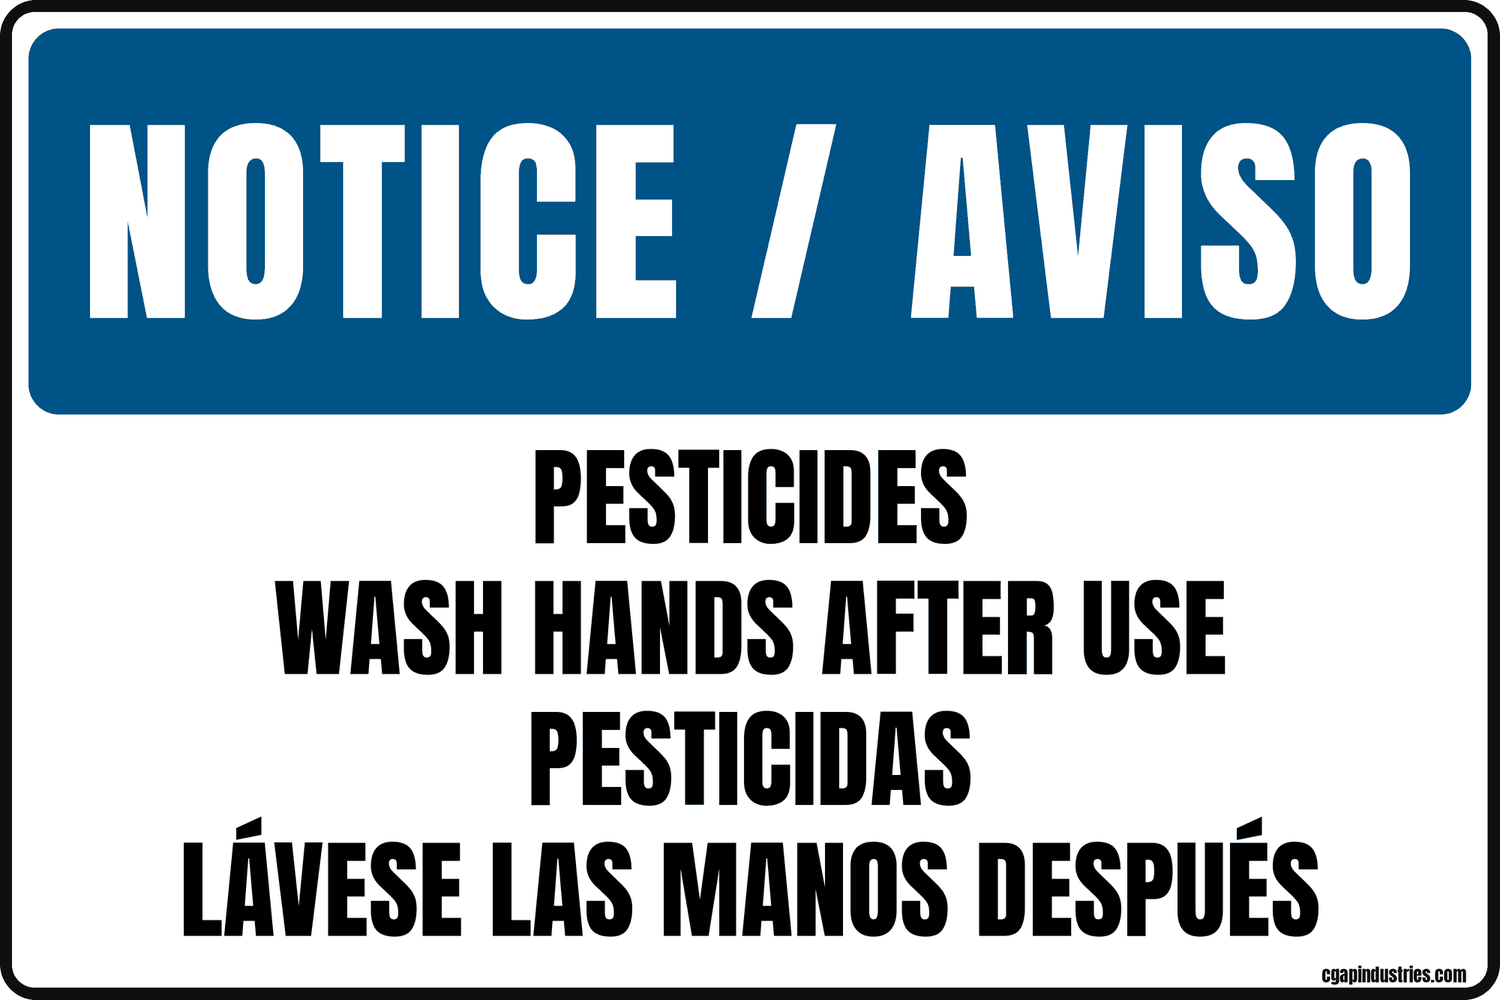 NOTICE / AVISO
PESTICIDES
WASH HANDS AFTER USE
PESTICIDAS
LÁVESE LAS MANOS DESPUÉS
cgapindustries.com